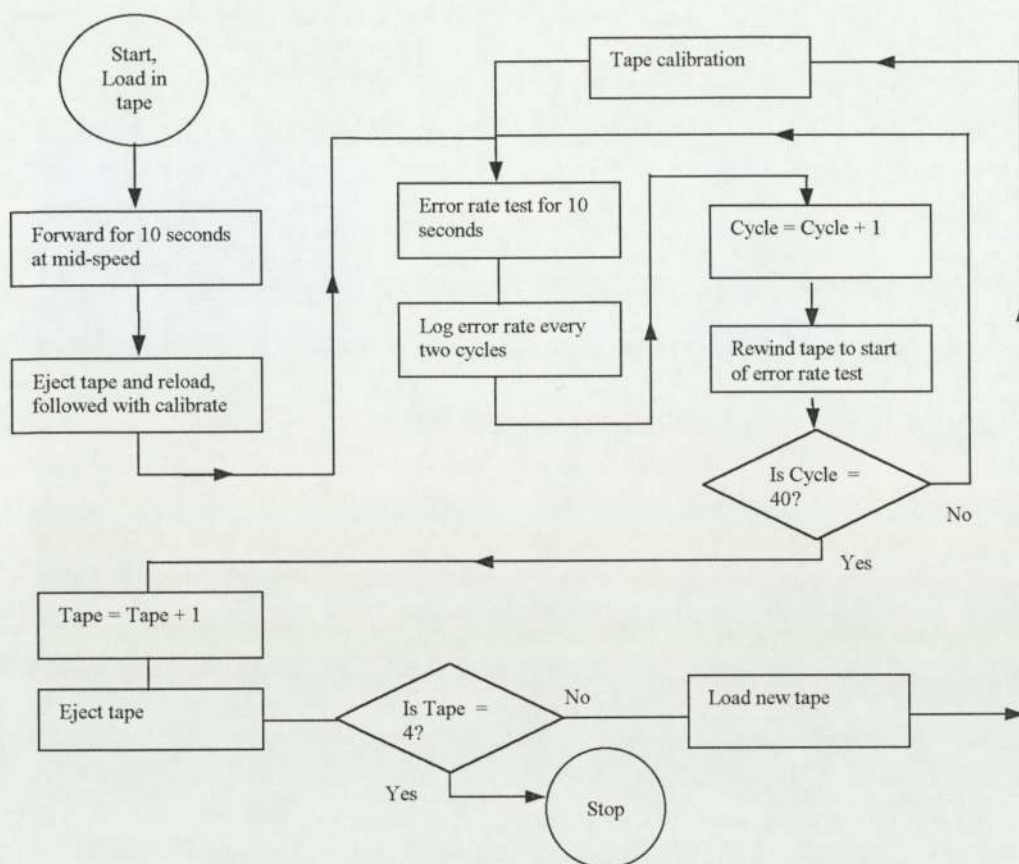 Start,
Load in
tape
Forward for 10 seconds
at mid-speed
Eject tape and reload,
followed with calibrate
Tape calibration
Error rate test for 10
seconds
Log error rate every
two cycles
Cycle = Cycle + 1
Rewind tape to start
of error rate test
Is Cycle =
40?
No
Yes
Tape = Tape + 1
Eject tape
Is Tape =
4?
No
Yes
Load new tape
Stop